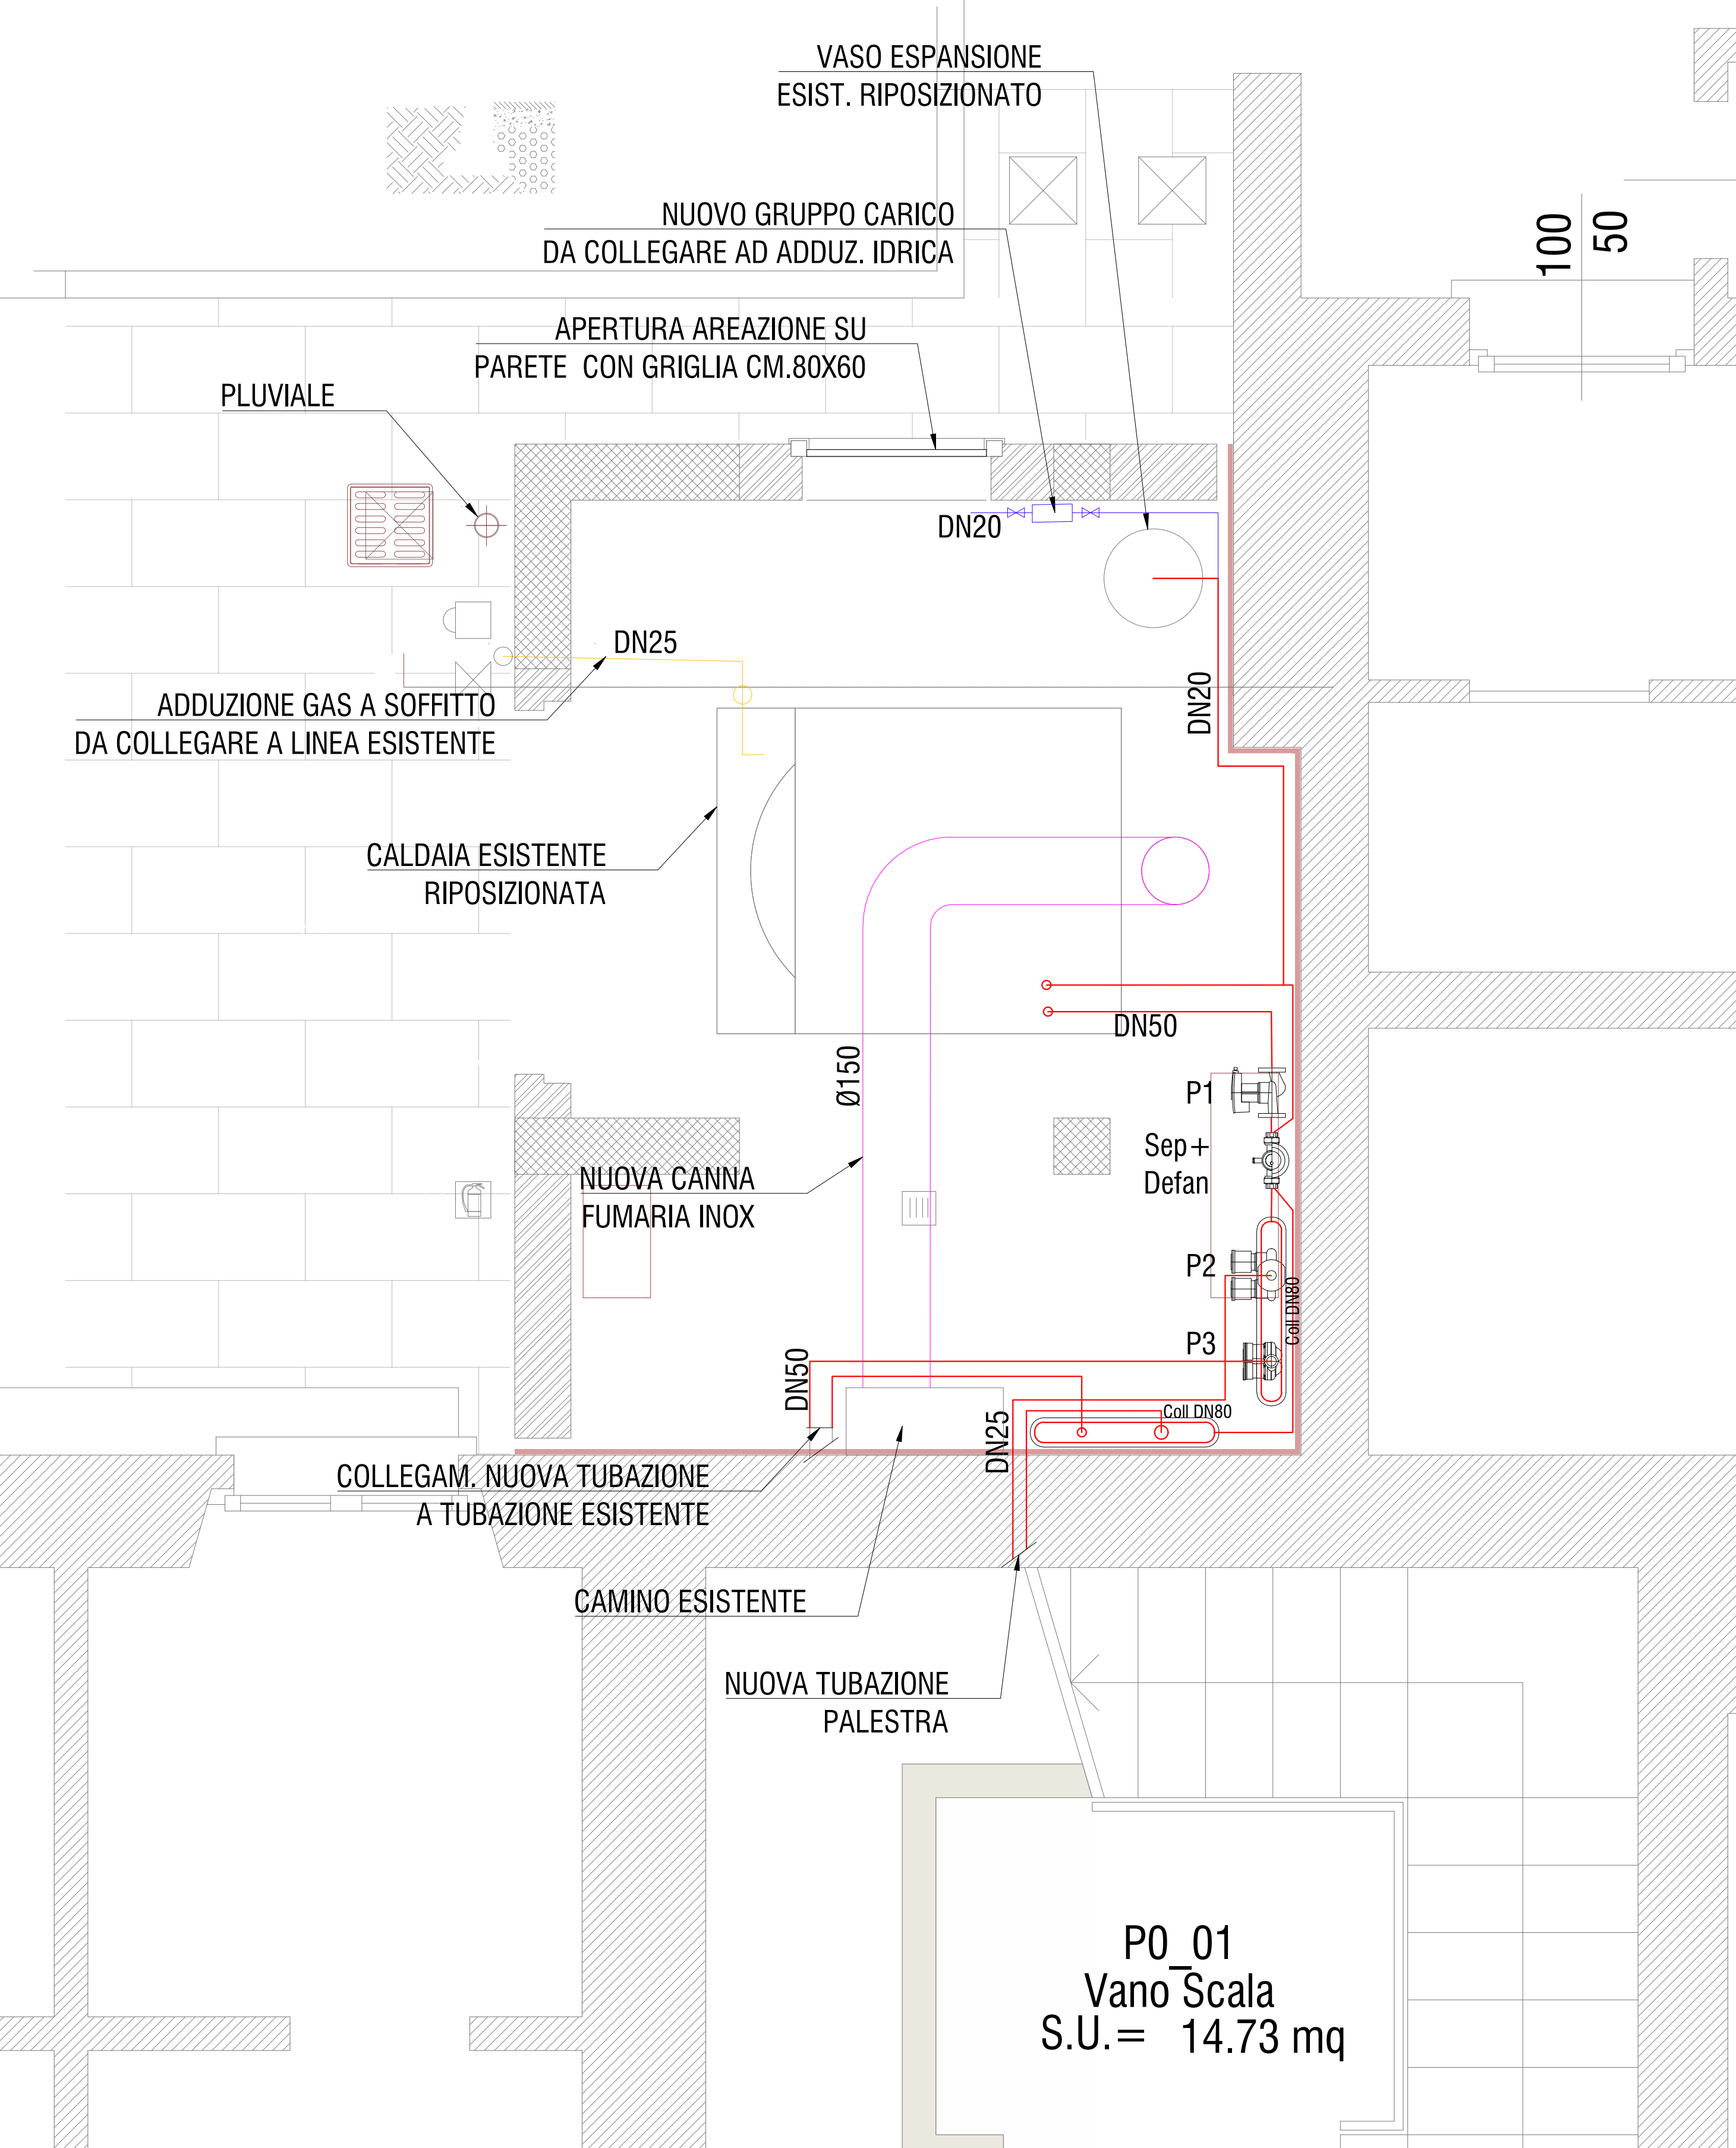 VASO ESPANSIONE
ESIST. RIPOSIZIONATO
NUOVO GRUPPO CARICO
DA COLLEGARE AD ADDUZ. IDRICA
100
50
APERTURA AREAZIONE SU
PARETE CON GRIGLIA CM.80X60
PLUVIALE
DN20
DN25
ADDUZIONE GAS A SOFFITTO
DA COLLEGARE A LINEA ESISTENTE
DN20
CALDAIA ESISTENTE
RIPOSIZIONATA
DN50
Ø150
P1
Sep+
Defan
NUOVA CANNA
FUMARIA INOX
P2
Coll DN80
P3
DN50
Coll DN80
DN25
COLLEGAM. NUOVA TUBAZIONE
A TUBAZIONE ESISTENTE
CAMINO ESISTENTE
NUOVA TUBAZIONE
PALESTRA
P0_01
Vano Scala
S.U.= 14.73 mq